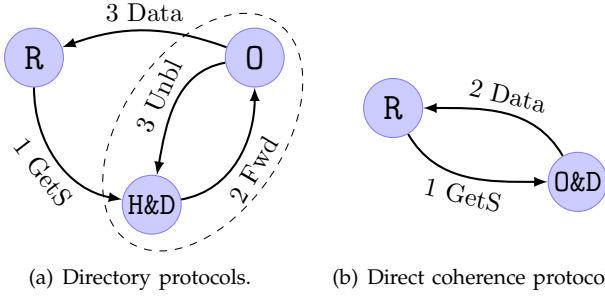 3 Data
R
O
3 Unbl
1 GetS
2 Fwd
H&D
(a) Directory protocols.
2 Data
R
1 GetS
O&D
(b) Direct coherence protoco